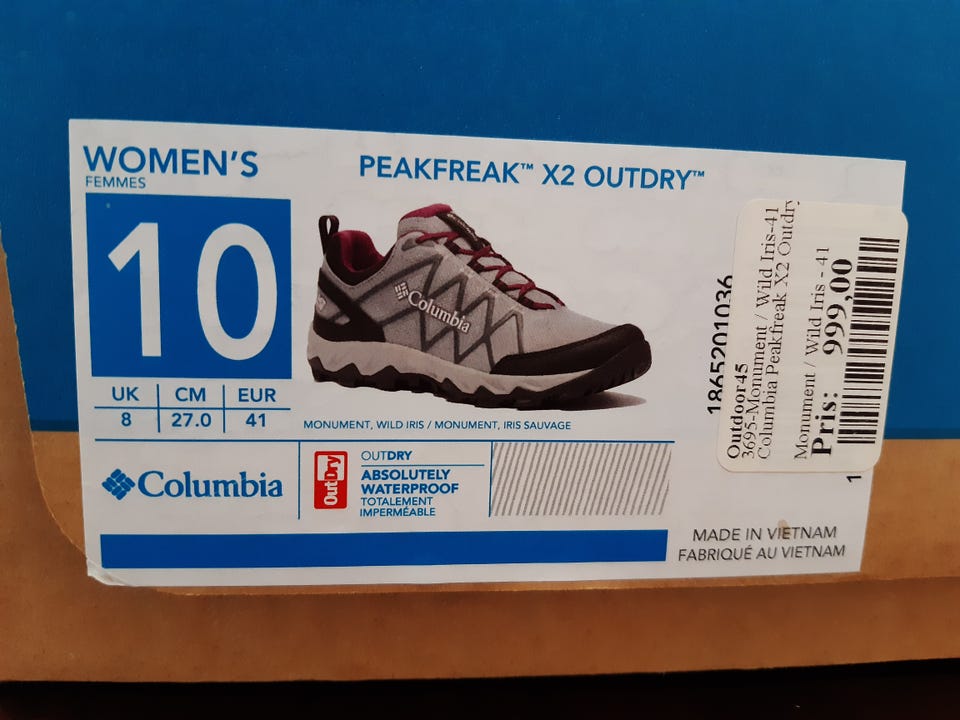 WOMEN'S
FEMMES
10
UK CM EUR
8 27.0 41
PEAKFREAK™ X2 OUTDRY™
Columbia
MONUMENT, WILD IRIS / MONUMENT, IRIS SAUVAGE
Columbia
OutDry
OUTDRY
ABSOLUTELY
WATERPROOF
TOTALEMENT
IMPERMÉABLE
186520103
Outdoor45
3695-Monument / Wild Iris-41
Columbia Peakfreak X2 Outdry
Monument / Wild Iris - 41
Pris: 999,00
1
MADE IN VIETNAM
FABRIQUÉ AU VIETNAM